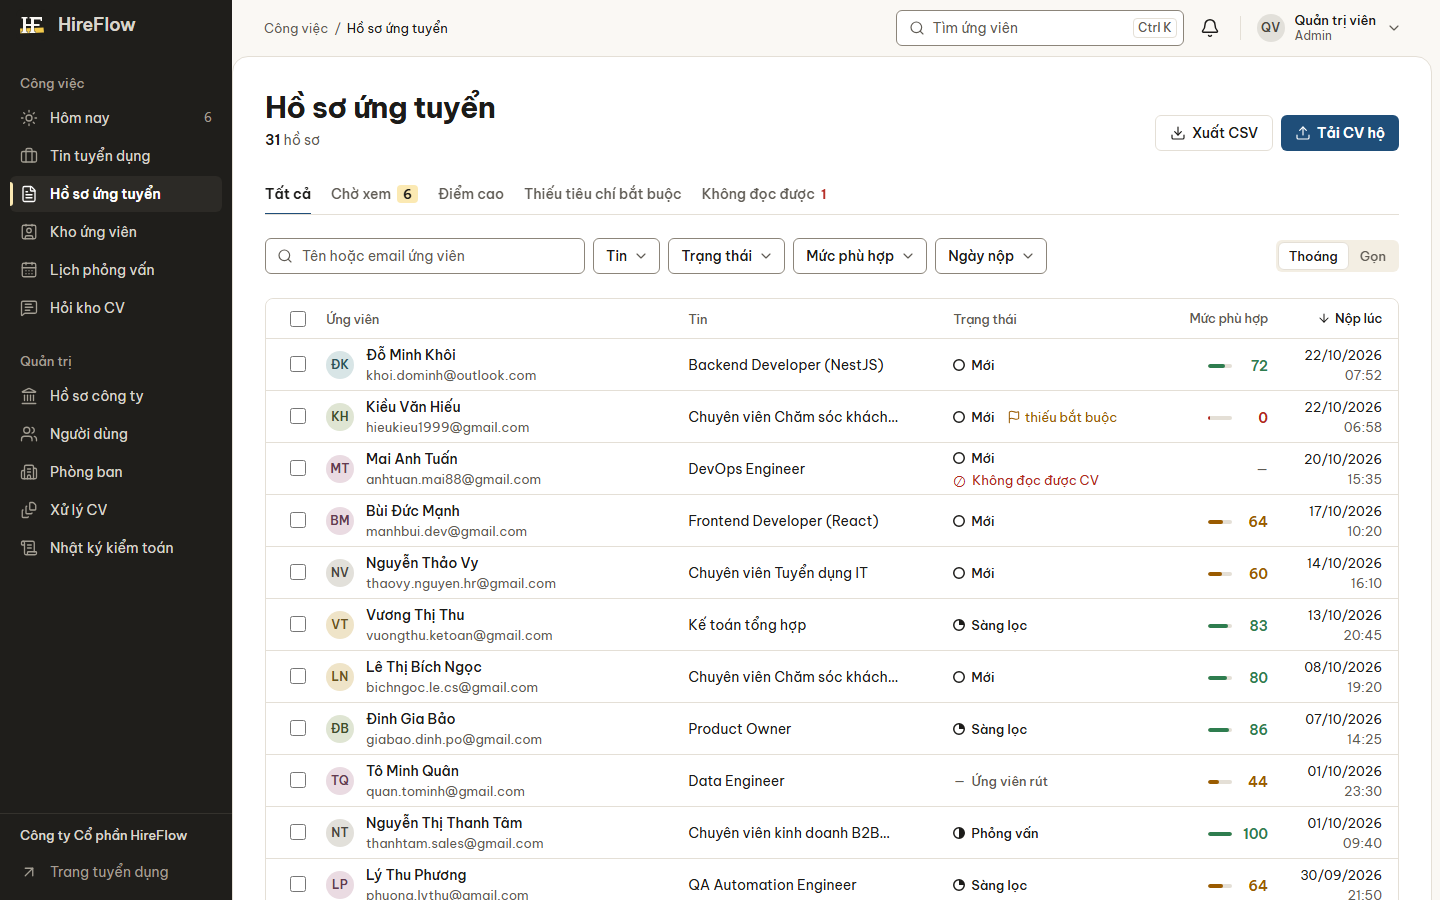 HF HireFlow
Công việc / Hồ sơ ứng tuyển
Tìm ứng viên Ctrl K
QV Quản trị viên
Admin
Công việc
Hôm nay 6
Tin tuyển dụng
Hồ sơ ứng tuyển
Kho ứng viên
Lịch phỏng vấn
Hỏi kho CV
Quản trị
Hồ sơ công ty
Người dùng
Phòng ban
Xử lý CV
Nhật ký kiểm toán
Công ty Cổ phần HireFlow
Trang tuyển dụng
Hồ sơ ứng tuyển
31 hồ sơ
Xuất CSV
Tải CV hộ
Tất cả Chờ xem 6 Điểm cao Thiếu tiêu chí bắt buộc Không đọc được 1
Tên hoặc email ứng viên Tin Trạng thái Mức phù hợp Ngày nộp Thoáng Gọn
Ứng viên Tin Trạng thái Mức phù hợp Nộp lúc
ĐK Đỗ Minh Khôi Backend Developer (NestJS) Mới 72 22/10/2026
khoi.dominh@outlook.com 07:52
KH Kiều Văn Hiếu Chuyên viên Chăm sóc khách... Mới thiếu bắt buộc 0 22/10/2026
hieukieu1999@gmail.com 06:58
MT Mai Anh Tuấn DevOps Engineer Mới – 20/10/2026
anhtuan.mai88@gmail.com Không đọc được CV 15:35
BM Bùi Đức Mạnh Frontend Developer (React) Mới 64 17/10/2026
manhbui.dev@gmail.com 10:20
NV Nguyễn Thảo Vy Chuyên viên Tuyển dụng IT Mới 60 14/10/2026
thaovy.nguyen.hr@gmail.com 16:10
VT Vương Thị Thu Kế toán tổng hợp Sàng lọc 83 13/10/2026
vuongthu.ketoan@gmail.com 20:45
LN Lê Thị Bích Ngọc Chuyên viên Chăm sóc khách... Mới 80 08/10/2026
bichngoc.le.cs@gmail.com 19:20
ĐB Đinh Gia Bảo Product Owner Sàng lọc 86 07/10/2026
giabao.dinh.po@gmail.com 14:25
TQ Tô Minh Quân Data Engineer – Ứng viên rút 44 01/10/2026
quan.tominh@gmail.com 23:30
NT Nguyễn Thị Thanh Tâm Chuyên viên kinh doanh B2B... Phỏng vấn 100 01/10/2026
thanhtam.sales@gmail.com 09:40
LP Lý Thu Phương QA Automation Engineer Sàng lọc 64 30/09/2026
phuong.lythu@gmail.com 21:50